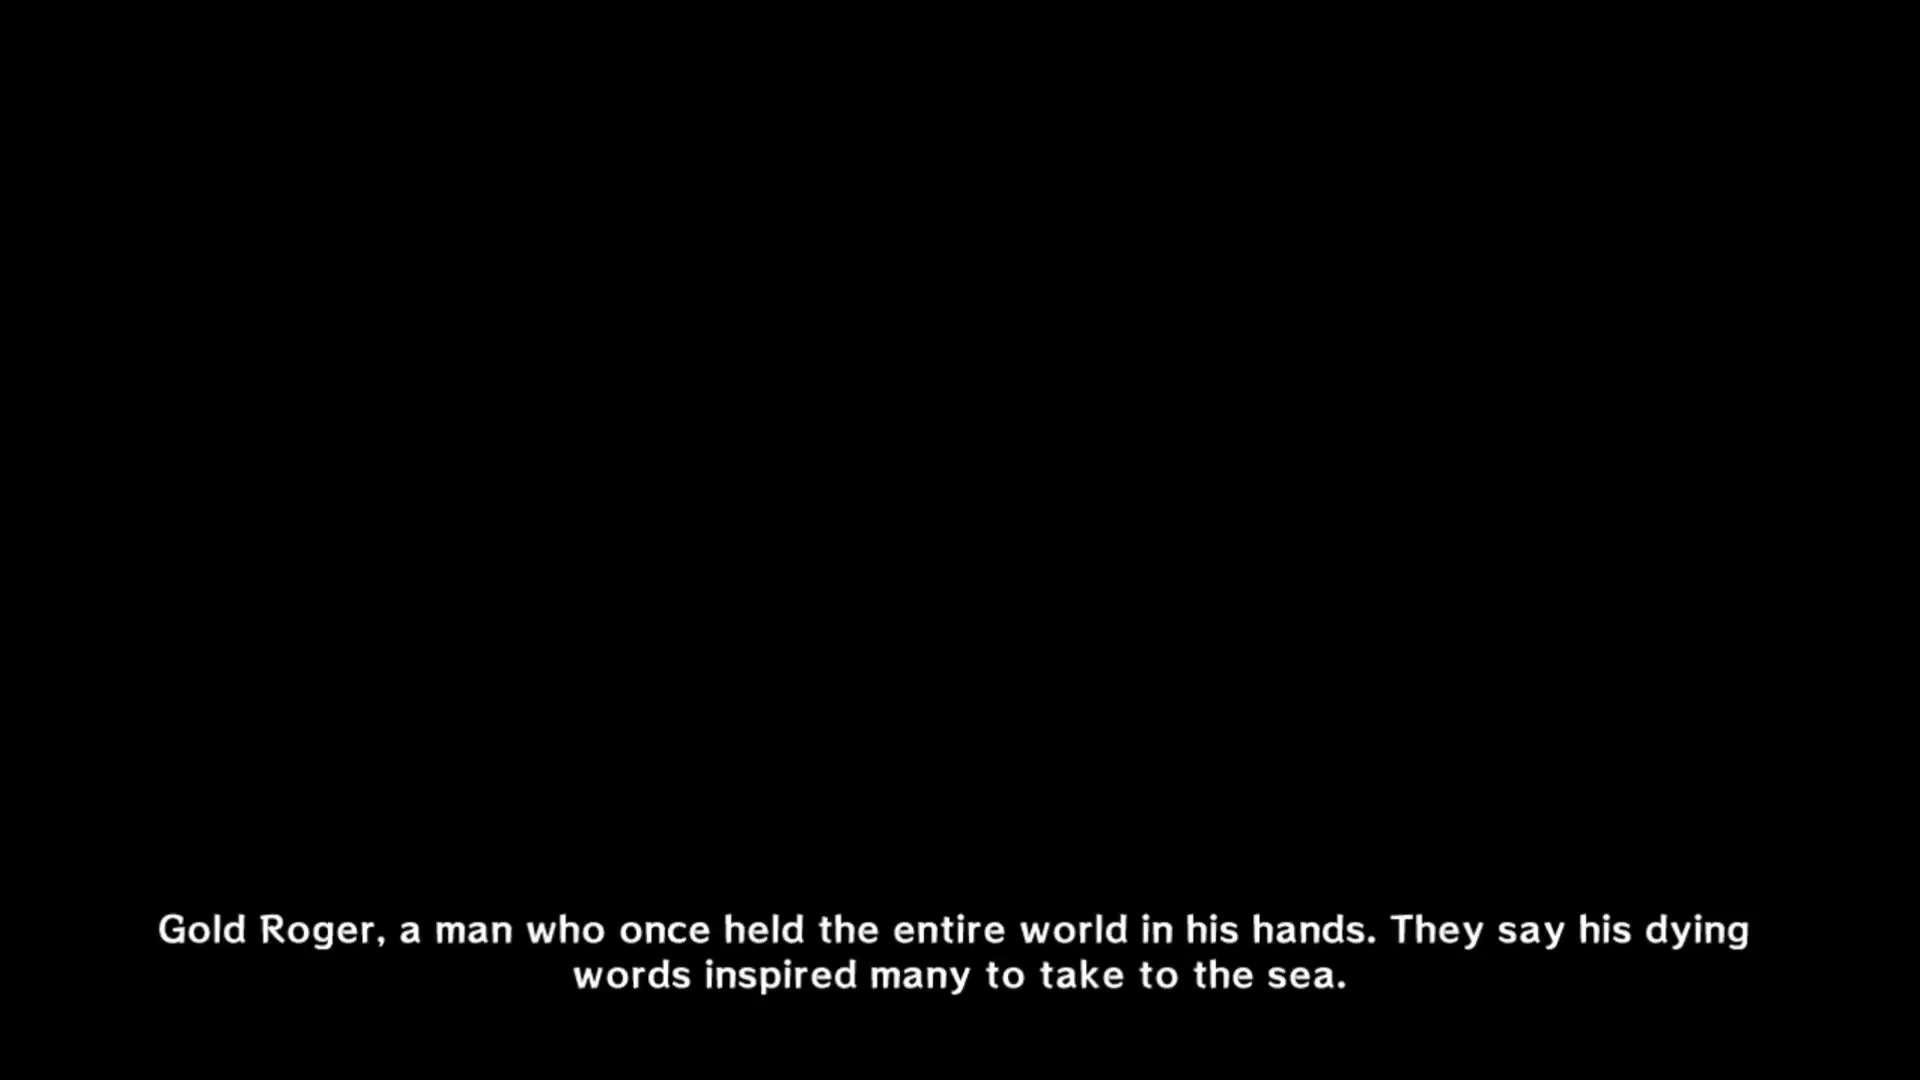 Gold Roger, a man who once held the entire world in his hands. They say his dying
words inspired many to take to the sea.